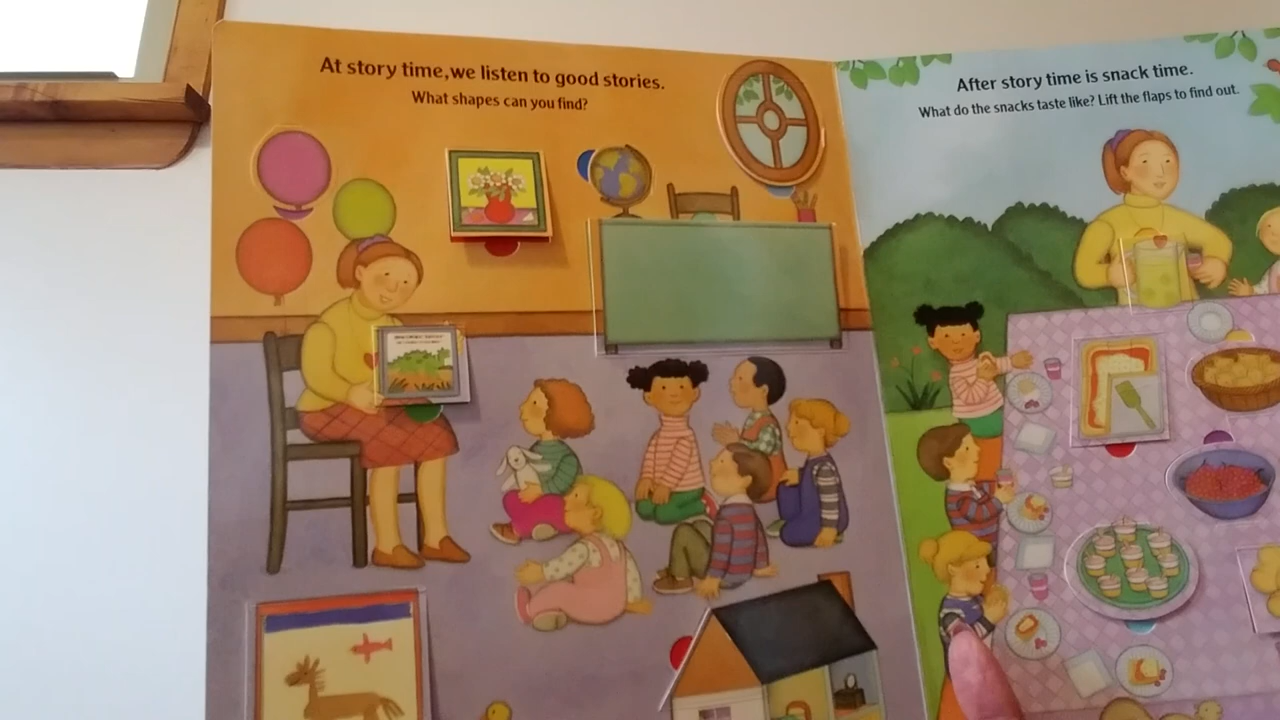 At story time, we listen to good stories.
What shapes can you find?
After story time is snack time.
What do the snacks taste like? Lift the flaps to find out.